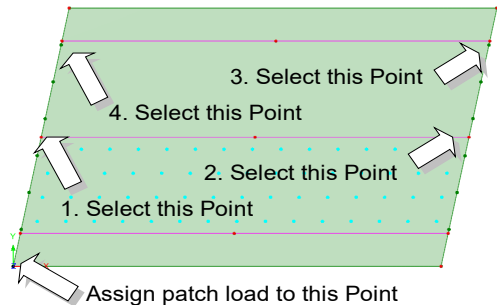 3. Select this Point
4. Select this Point
2. Select this Point
1. Select this Point
Y
X
Assign patch load to this Point